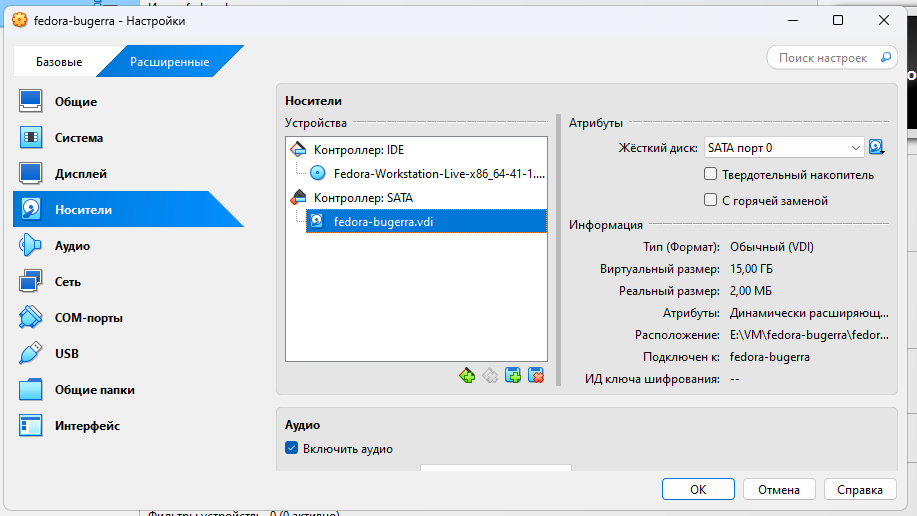 fedora-bugerra - Настройки
Базовые
Расширенные
Поиск настроек
Общие
Система
Дисплей
Носители
Аудио
Сеть
COM-порты
USB
Общие папки
Интерфейс
Носители
Устройства
Контроллер: IDE
Fedora-Workstation-Live-x86_64-41-1....
Контроллер: SATA
fedora-bugerra.vdi
Атрибуты
Жёсткий диск: SATA порт 0
Твердотельный накопитель
С горячей заменой
Информация
Тип (Формат): Обычный (VDI)
Виртуальный размер: 15,00 ГБ
Реальный размер: 2,00 МБ
Атрибуты: Динамически расширяющ...
Расположение: E:\VM\fedora-bugerra\fedor...
Подключен к: fedora-bugerra
ИД ключа шифрования: --
Аудио
Включить аудио
OK
Отмена
Справка